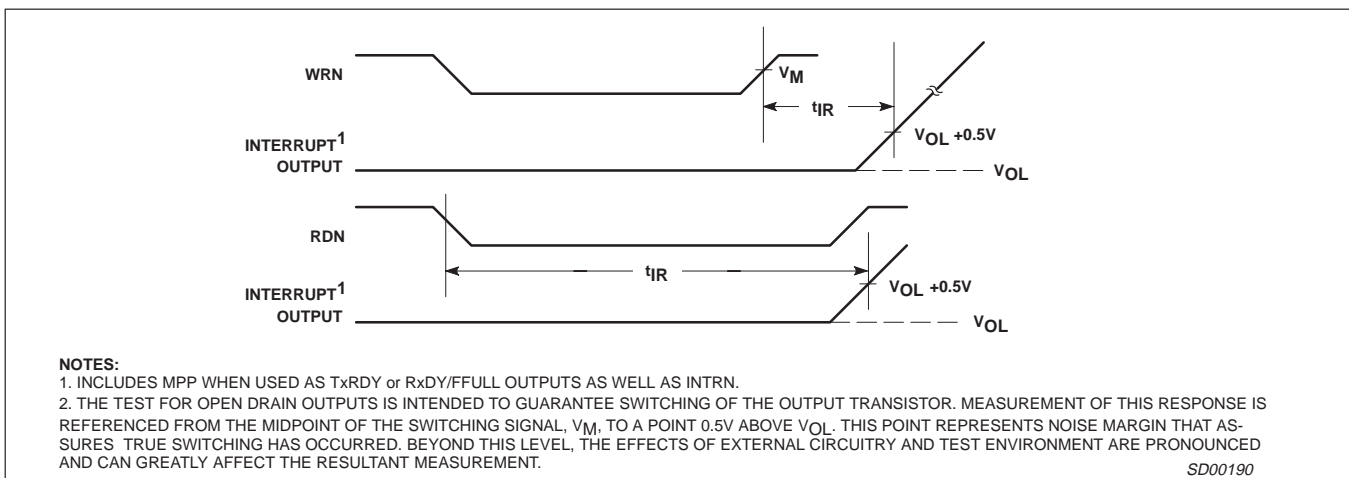 WRN
VM
tIR
INTERRUPT1
OUTPUT
VOL +0.5V
VOL
RDN
tIR
INTERRUPT1
OUTPUT
VOL +0.5V
VOL
NOTES:
1. INCLUDES MPP WHEN USED AS TxRDY or RxDY/FFULL OUTPUTS AS WELL AS INTRN.
2. THE TEST FOR OPEN DRAIN OUTPUTS IS INTENDED TO GUARANTEE SWITCHING OF THE OUTPUT TRANSISTOR. MEASUREMENT OF THIS RESPONSE IS
REFERENCED FROM THE MIDPOINT OF THE SWITCHING SIGNAL, VM, TO A POINT 0.5V ABOVE VOL. THIS POINT REPRESENTS NOISE MARGIN THAT AS-
SURES TRUE SWITCHING HAS OCCURRED. BEYOND THIS LEVEL, THE EFFECTS OF EXTERNAL CIRCUITRY AND TEST ENVIRONMENT ARE PRONOUNCED
AND CAN GREATLY AFFECT THE RESULTANT MEASUREMENT.
SD00190